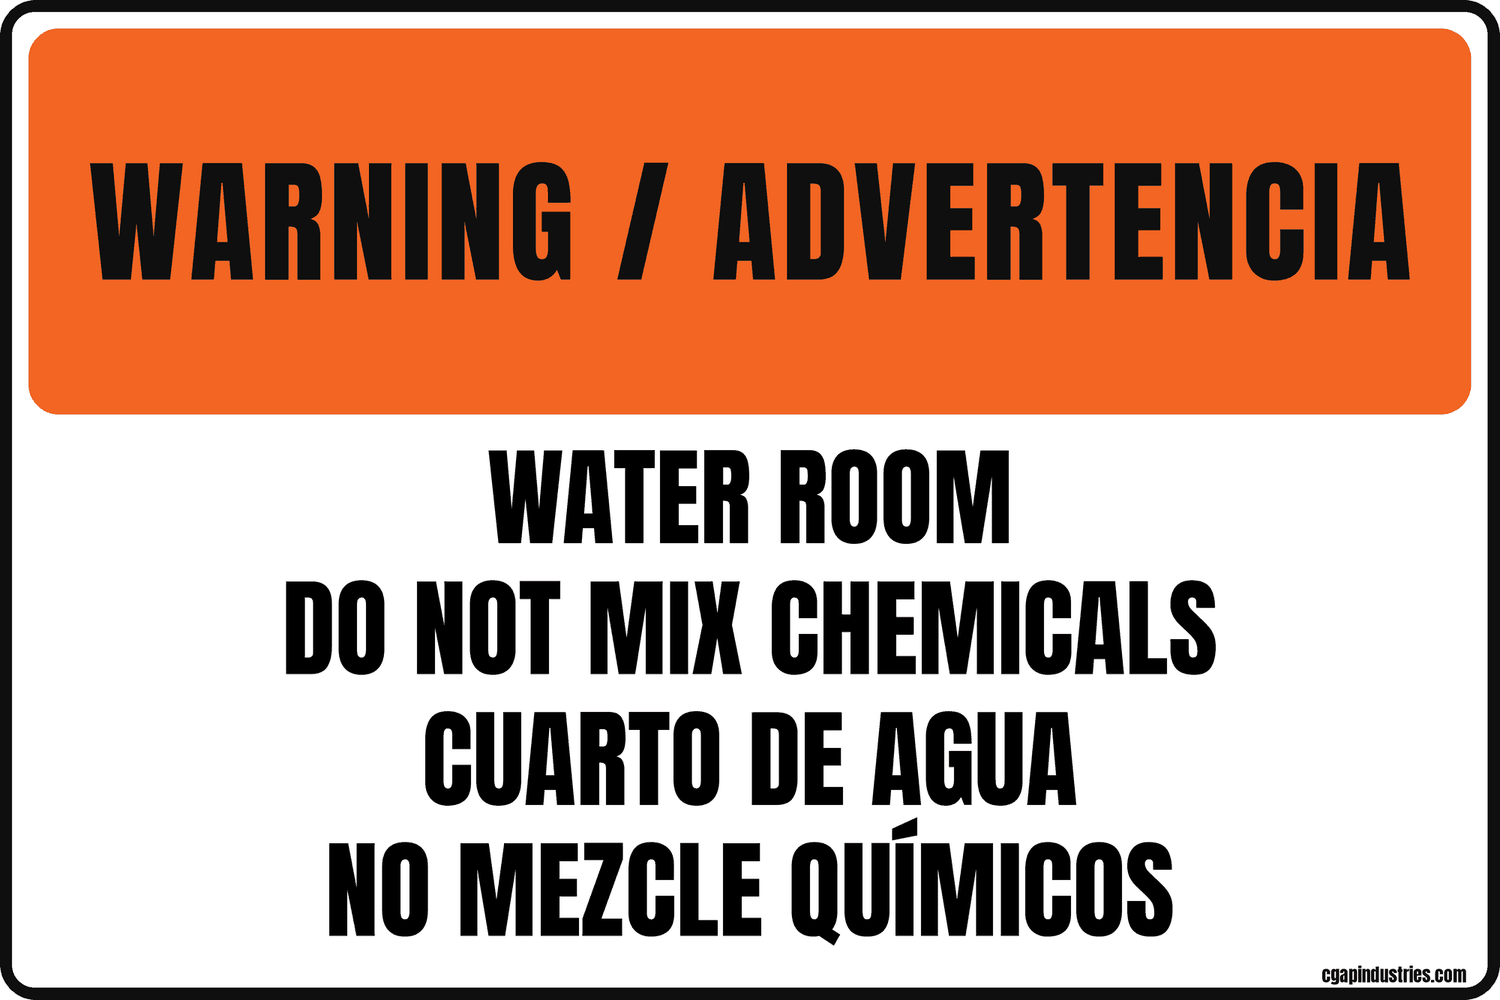 WARNING / ADVERTENCIA
WATER ROOM
DO NOT MIX CHEMICALS
CUARTO DE AGUA
NO MEZCLE QUÍMICOS
cgapindustries.com